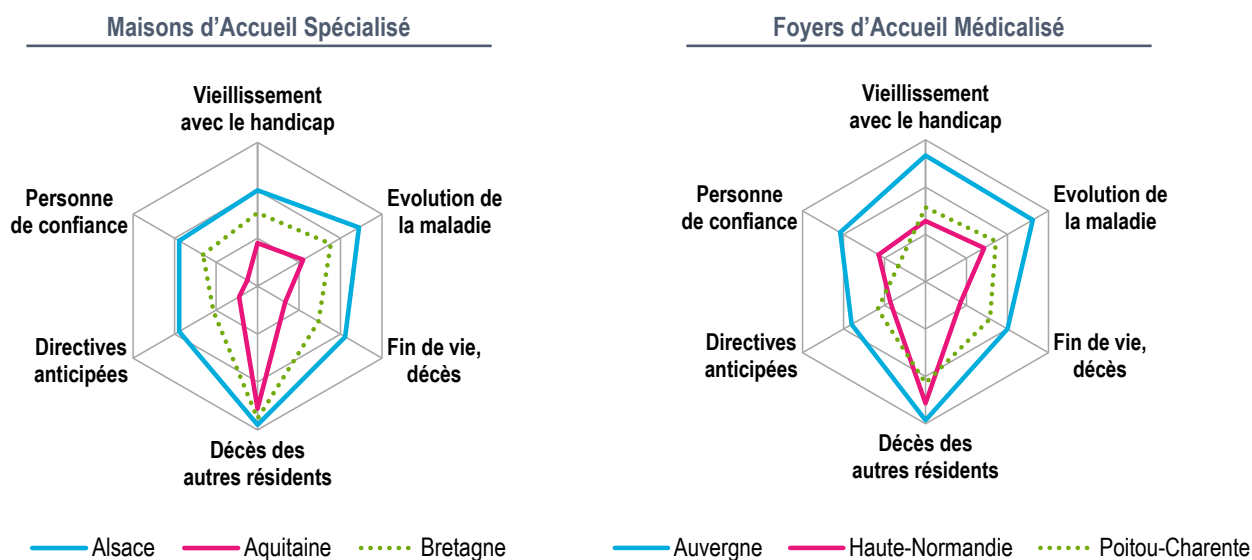 Maisons d’Accueil Spécialisé
Vieillissement
avec le handicap
Personne
de confiance
Evolution de
la maladie
Directives
anticipées
Fin de vie,
décès
Décès des
autres résidents
Alsace
Aquitaine
Bretagne
Foyers d’Accueil Médicalisé
Vieillissement
avec le handicap
Personne
de confiance
Evolution de
la maladie
Directives
anticipées
Fin de vie,
décès
Décès des
autres résidents
Auvergne
Haute-Normandie
Poitou-Charente